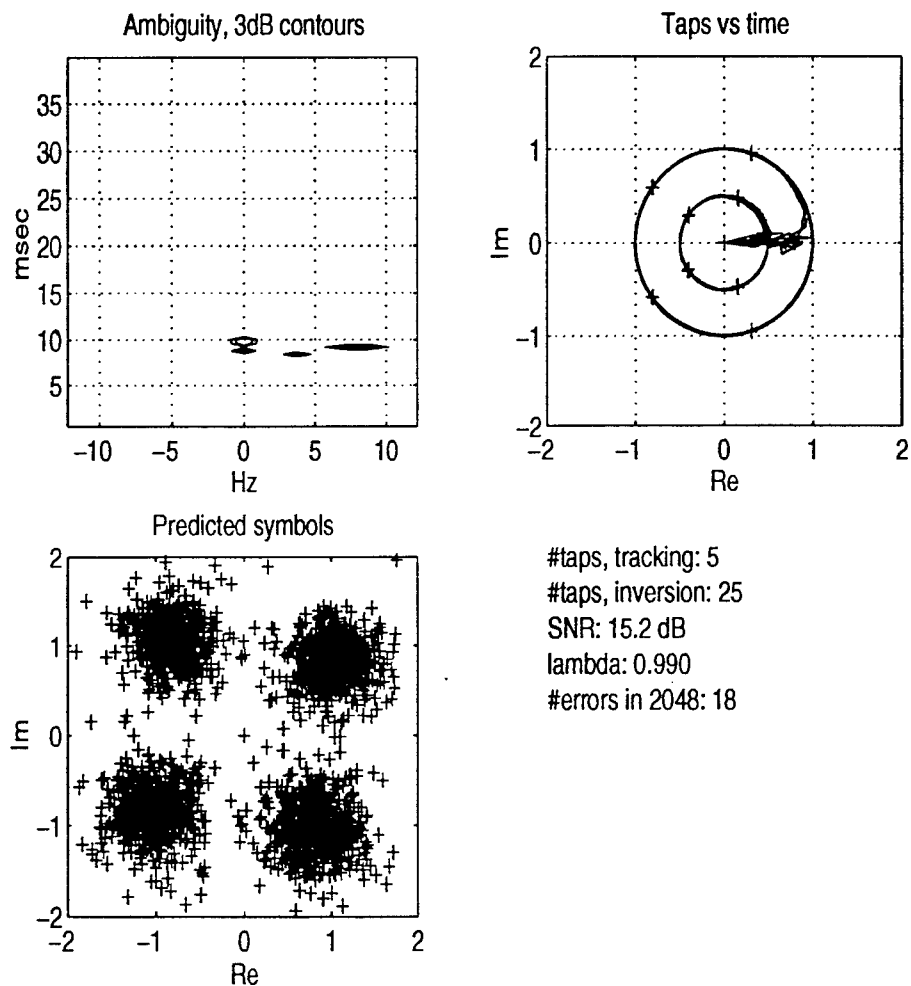 Ambiguity, 3dB contours
35
30
25
20
15
10
5
msec
−10 −5 0 5 10
Hz
Taps vs time
2
1
0
−1
−2
Im
−2 −1 0 1 2
Re
Predicted symbols
2
1
0
−1
−2
Im
−2 −1 0 1 2
Re
#taps, tracking: 5
#taps, inversion: 25
SNR: 15.2 dB
lambda: 0.990
#errors in 2048: 18